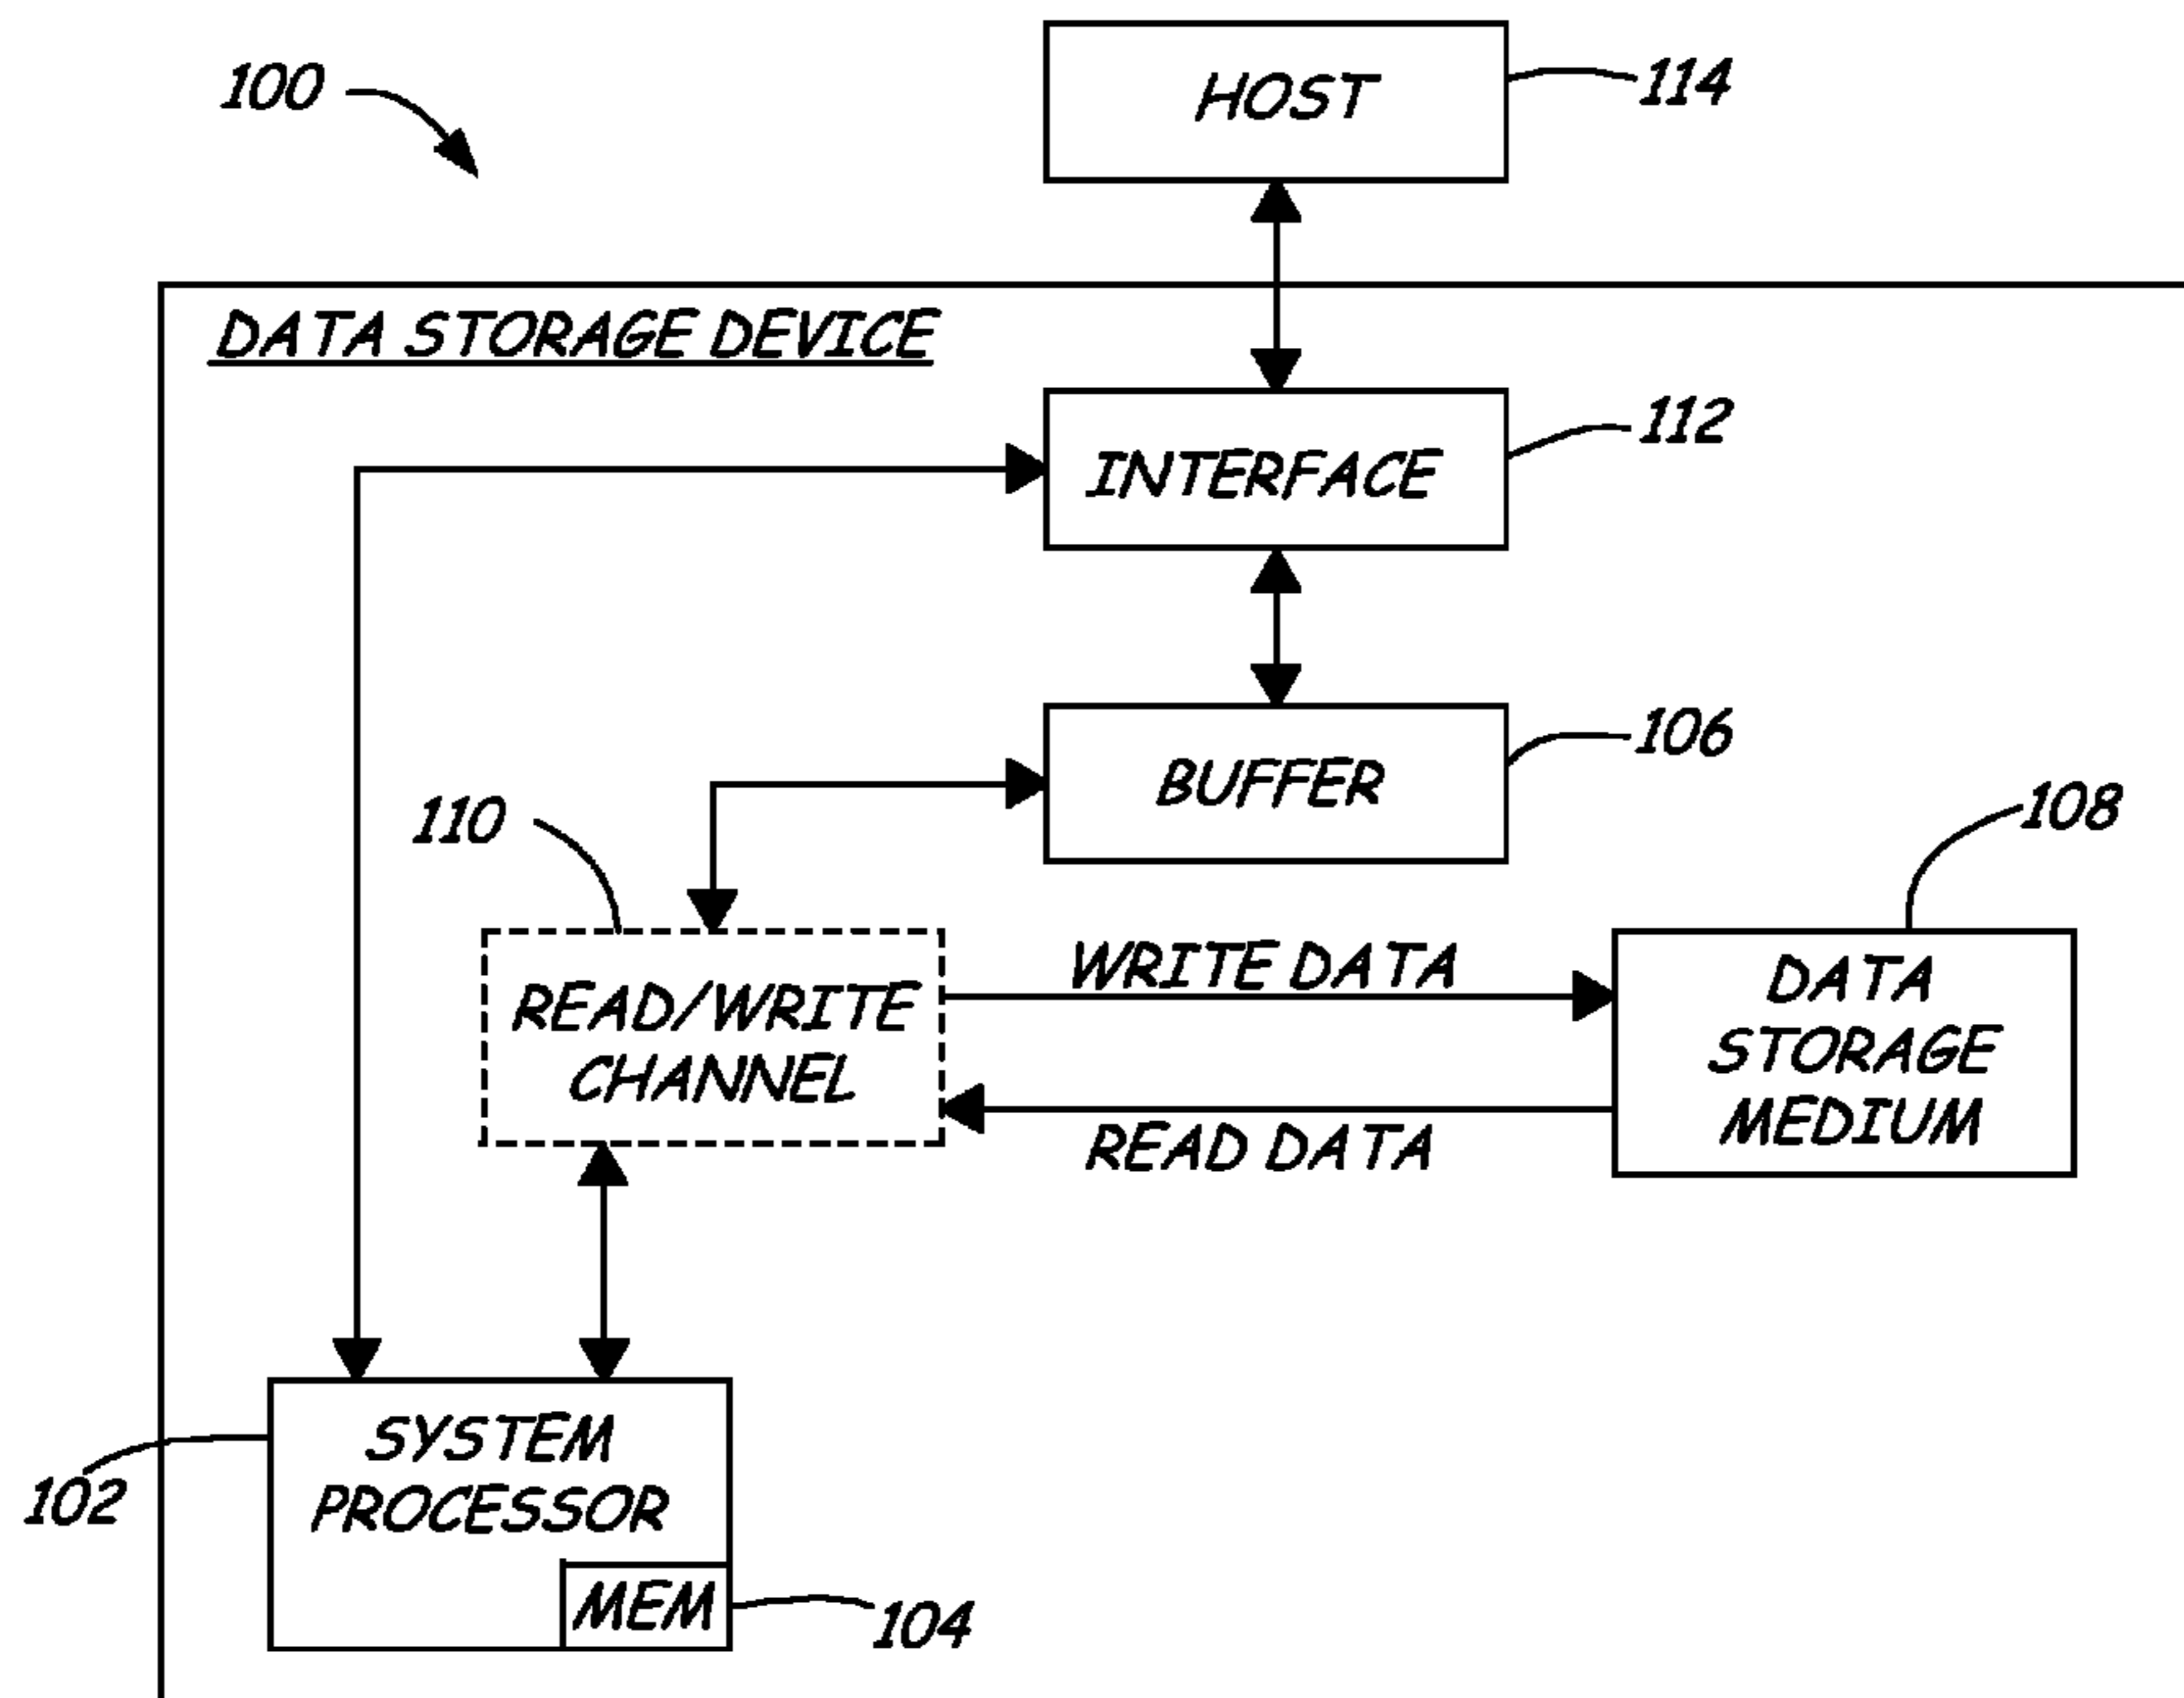 100
HOST
114
DATA STORAGE DEVICE
INTERFACE
112
BUFFER
106
110
108
READ/WRITE
CHANNEL
WRITE DATA
READ DATA
DATA
STORAGE
MEDIUM
SYSTEM
PROCESSOR
102
MEM
104